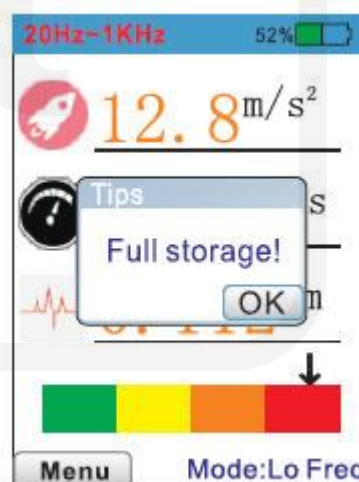 20Hz~1KHz 52%
12.8m/s²
Tips
s
Full storage!
OK
m
Menu Mode:Lo Freq